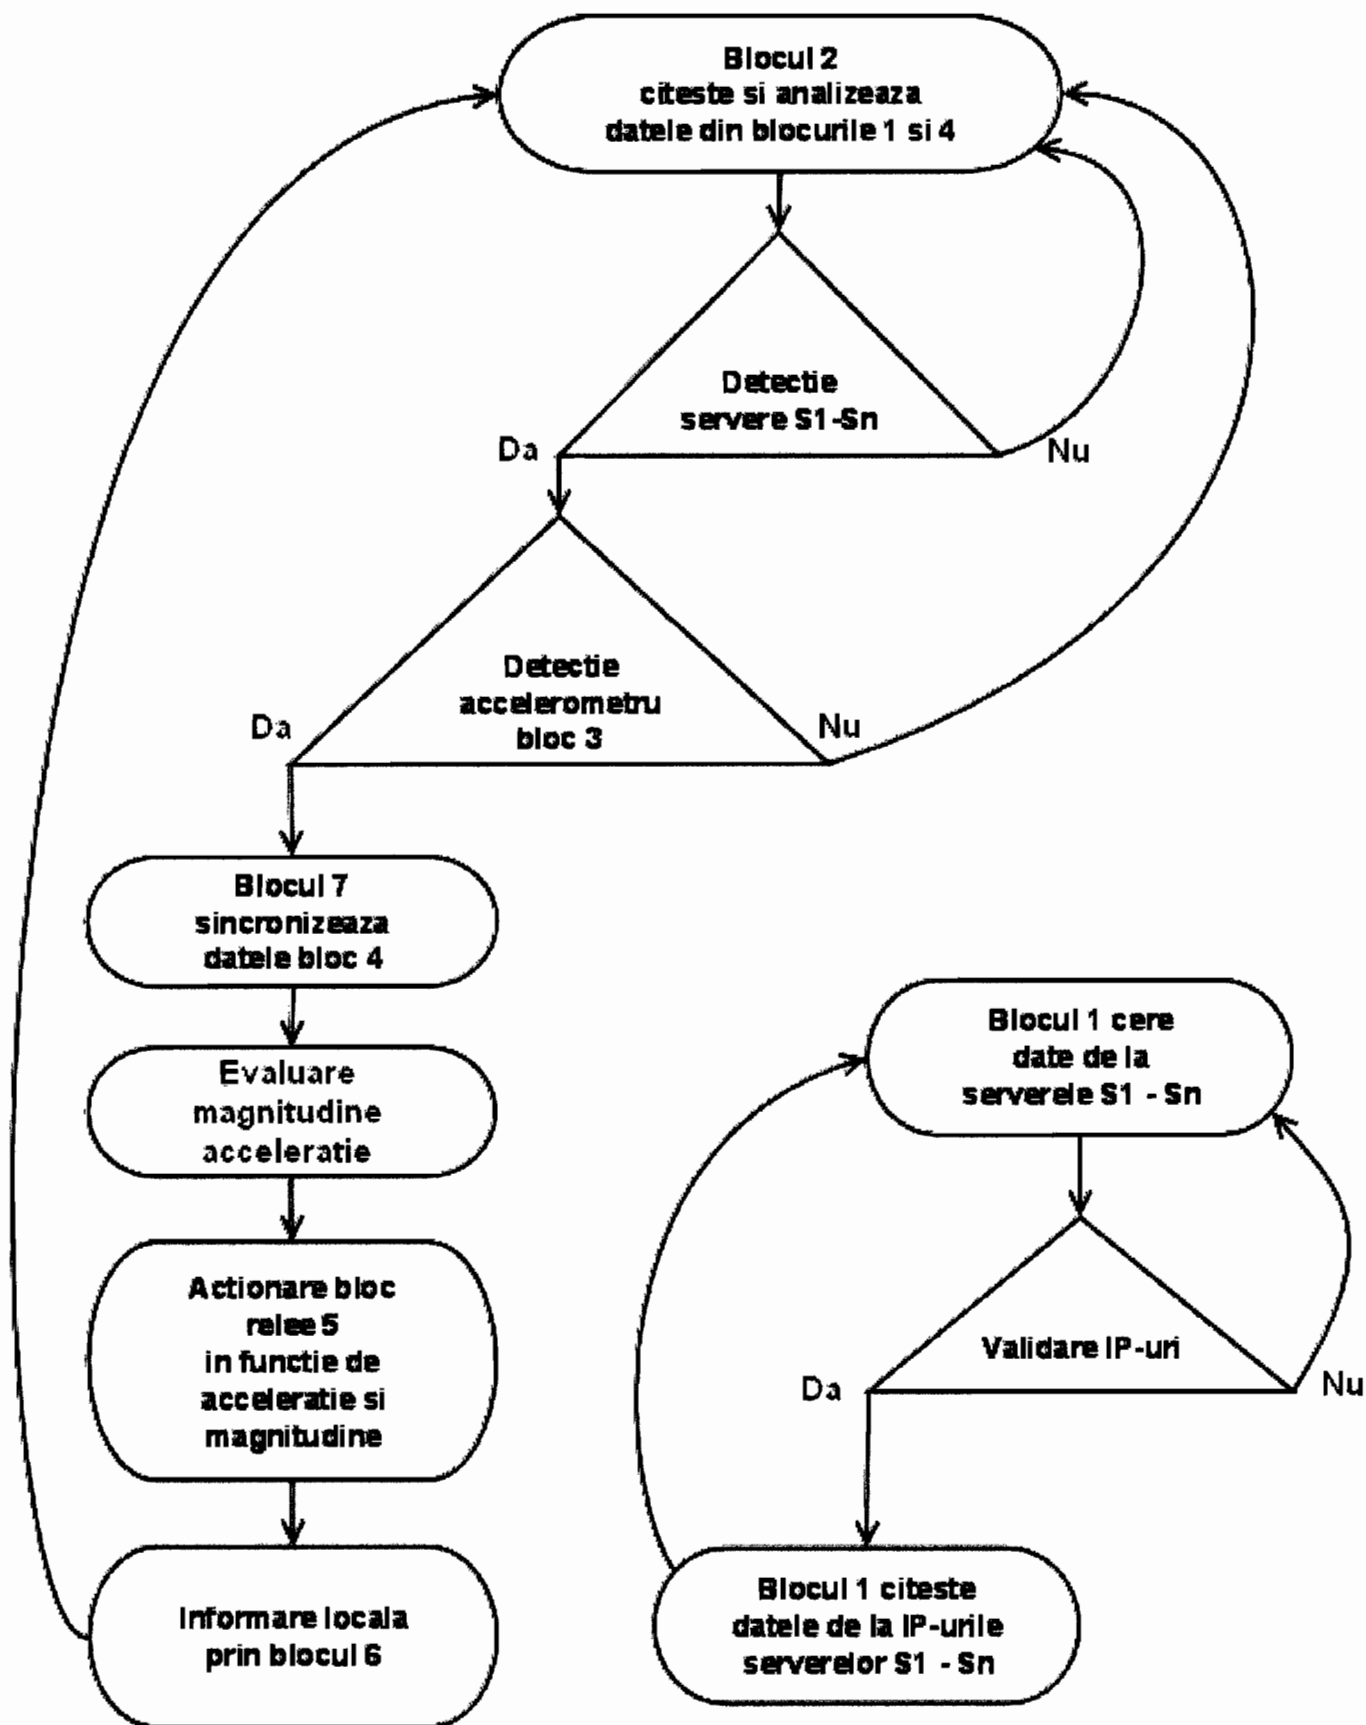 Blocul 2
citeste si analizeaza
datele din blocurile 1 si 4
Detectie
servere S1-Sn
Da
Nu
Detectie
accelerometru
bloc 3
Da
Nu
Blocul 7
sincronizeaza
datele bloc 4
Evaluare
magnitudine
acceleratie
Actionare bloc
relee 5
in functie de
acceleratie si
magnitudine
Informare locala
prin blocul 6
Blocul 1 cere
date de la
serverele S1 - Sn
Validare IP-uri
Da
Nu
Blocul 1 citeste
datele de la IP-urile
serverelor S1 - Sn